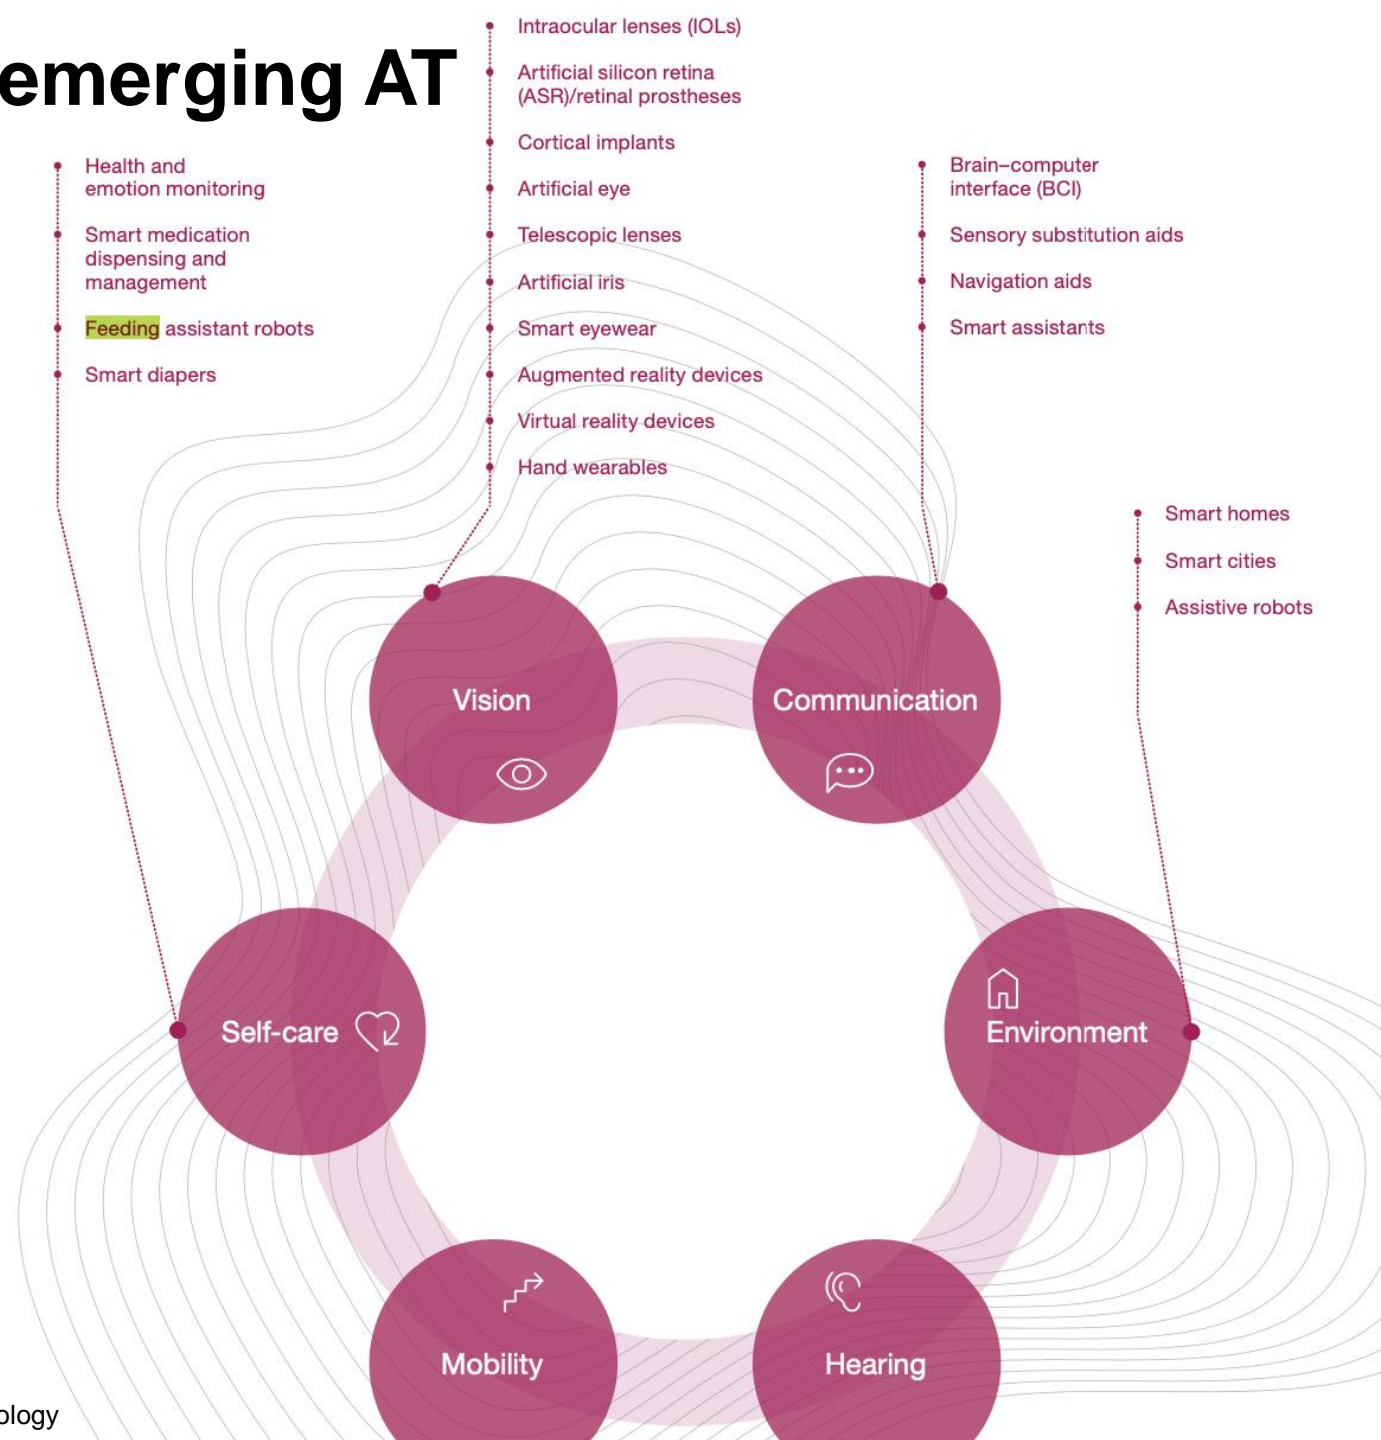 emerging AT
Health and
emotion monitoring
Smart medication
dispensing and
management
Feeding assistant robots
Smart diapers
Intraocular lenses (IOLs)
Artificial silicon retina
(ASR)/retinal prostheses
Cortical implants
Artificial eye
Telescopic lenses
Artificial iris
Smart eyewear
Augmented reality devices
Virtual reality devices
Hand wearables
Brain–computer
interface (BCI)
Sensory substitution aids
Navigation aids
Smart assistants
Smart homes
Smart cities
Assistive robots
Vision
Communication
Self-care
Environment
Mobility
Hearing
ology